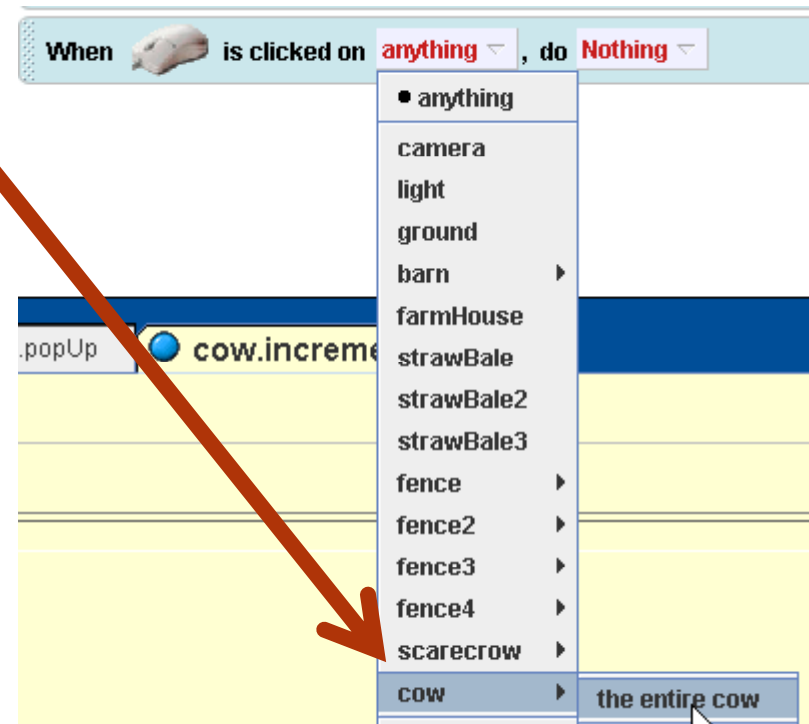 When is clicked on anything , do Nothing
• anything
camera
light
ground
barn
farmHouse
.popUp cow.increme
strawBale
strawBale2
strawBale3
fence
fence2
fence3
fence4
scarecrow
cow the entire cow